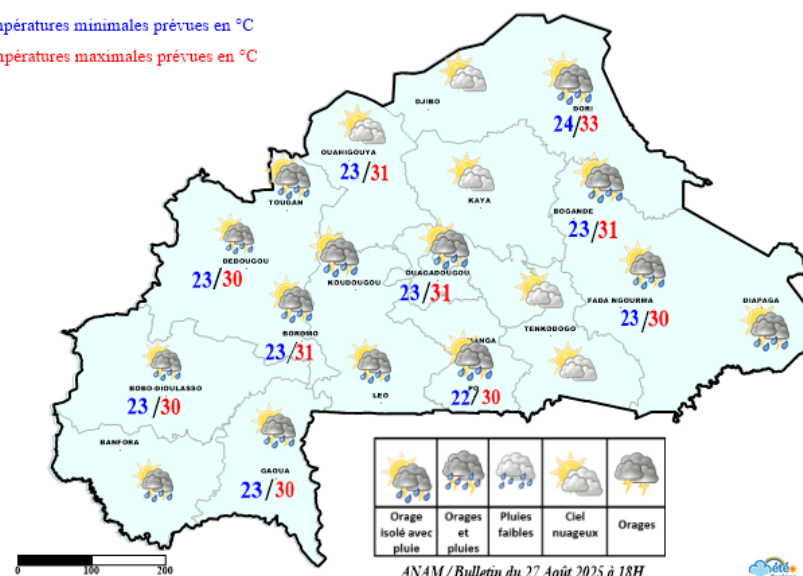 mpératures minimales prévues en °C
mpératures maximales prévues en °C
DJIBO
DORI
24/33
OUAHIGOUYA
23/31
TOUGAN
KAYA
BOGANDE
23/31
DEDOUGOU
23/30
KOUDOUGOU
OUAGADOUGOU
23/31
FADA NGOURMA
23/30
DIAPAGA
BOROMO
23/31
TENKODOGO
MANGA
BOBO-DIOULASSO
23/30
LEO
PO
22/30
BANFORA
GAOUA
23/30
Orage isolé avec pluie
Orages et pluies
Pluies faibles
Ciel nuageux
Orages
0 100 200
ANAM / Bulletin du 27 Août 2025 à 18H
été